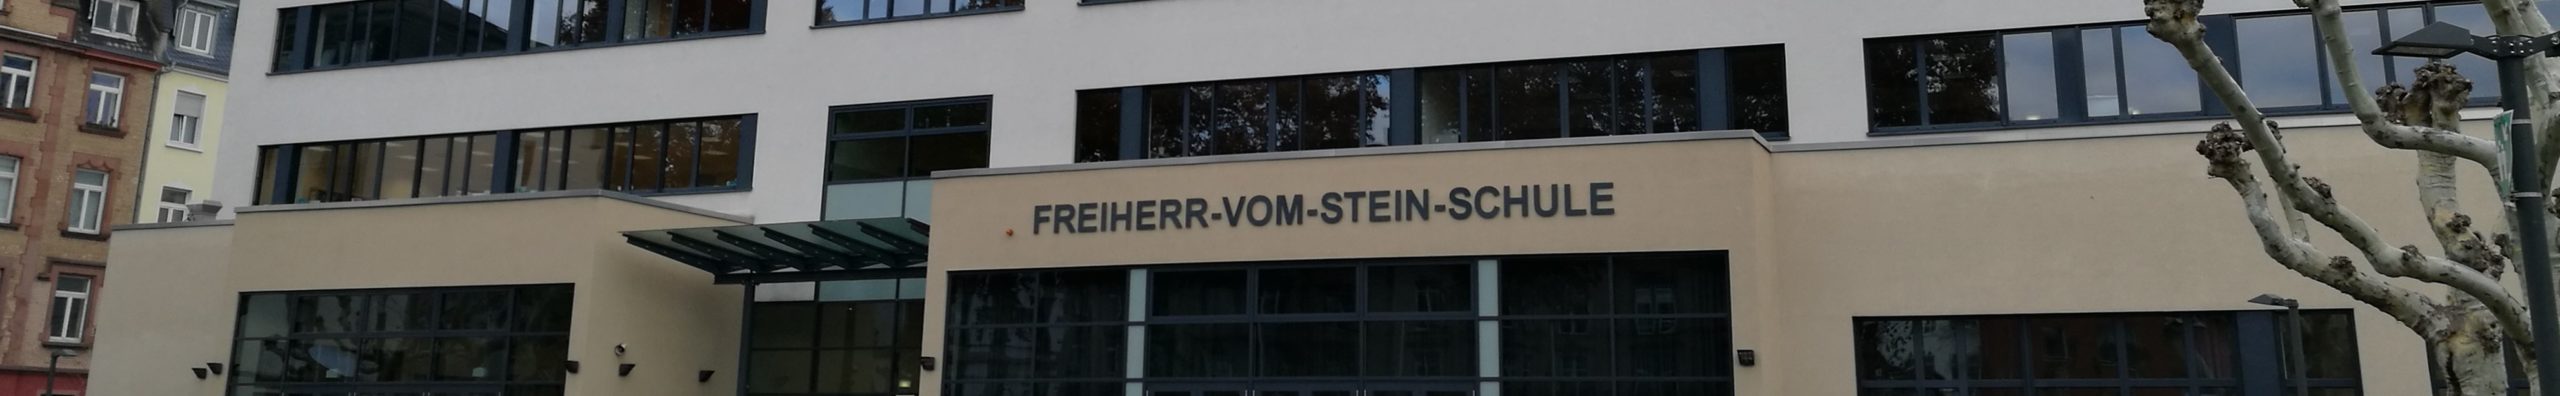 FREIHERR-VOM-STEIN-SCHULE